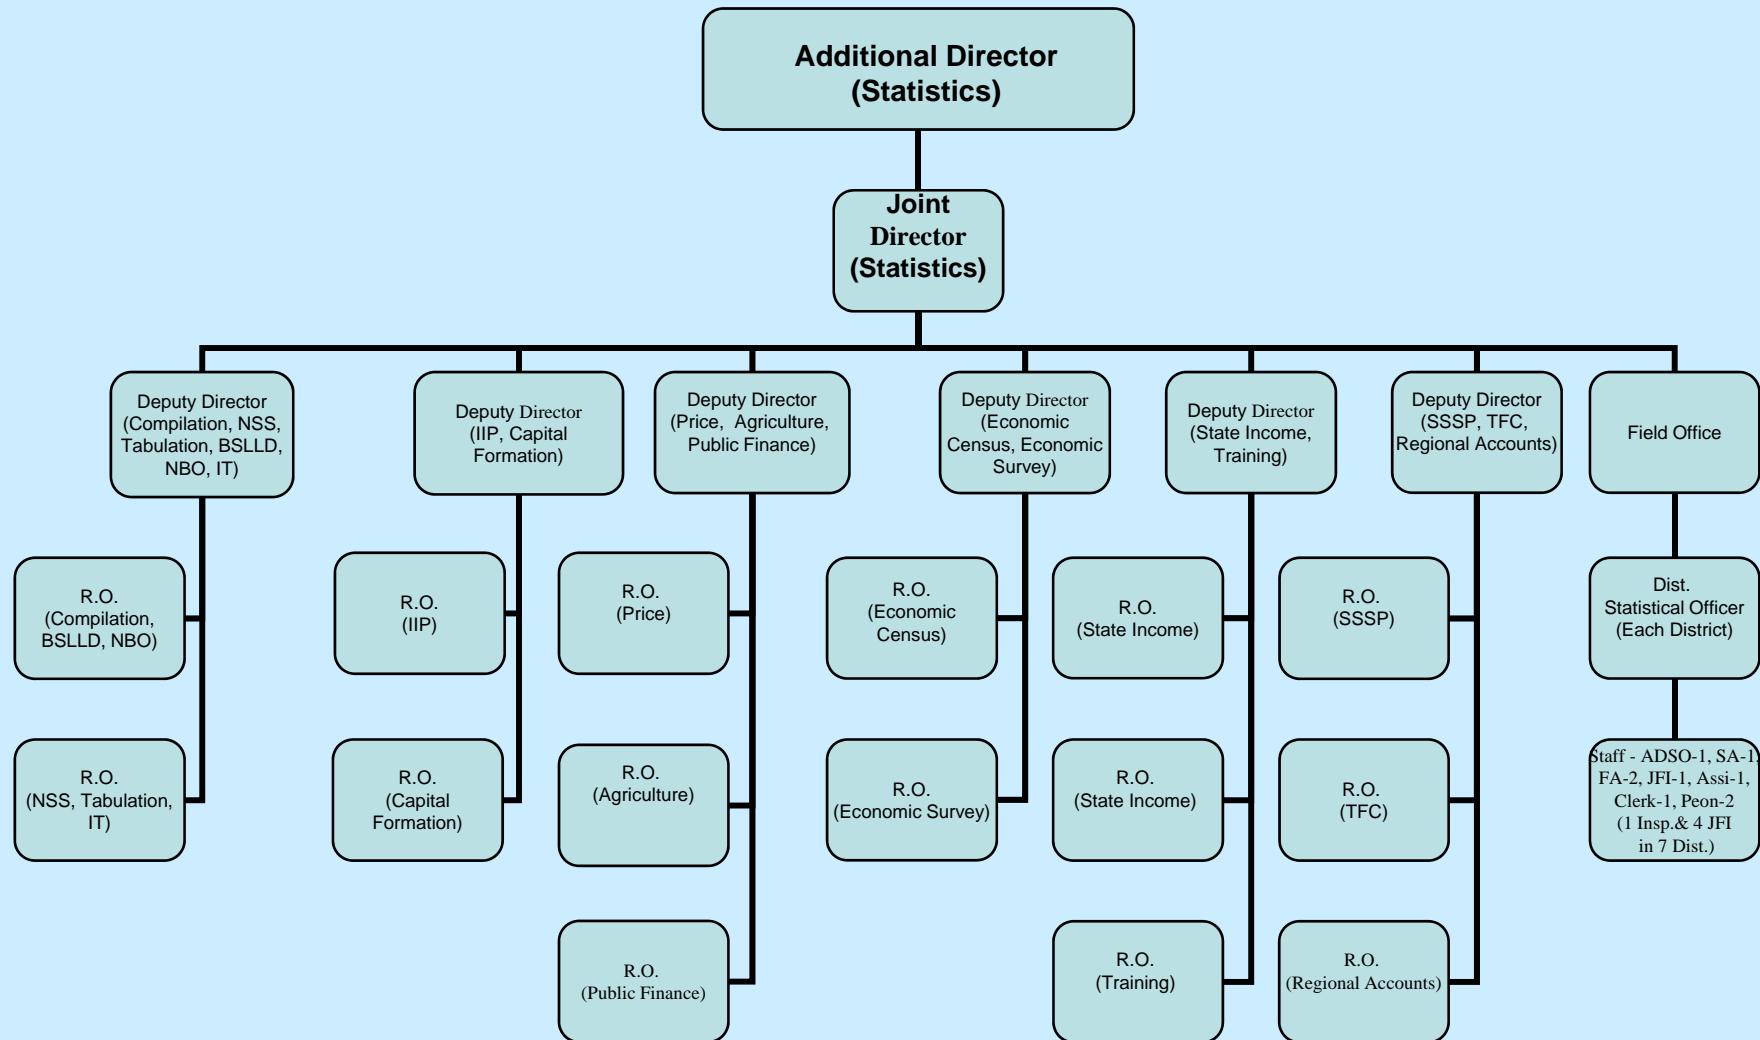 Additional Director
(Statistics)
Joint
Director
(Statistics)
Deputy Director
(Compilation, NSS,
Tabulation, BSLLD,
NBO, IT)
Deputy Director
(IIP, Capital
Formation)
Deputy Director
(Price, Agriculture,
Public Finance)
Deputy Director
(Economic
Census, Economic
Survey)
Deputy Director
(State Income,
Training)
Deputy Director
(SSSP, TFC,
Regional Accounts)
Field Office
R.O.
(Compilation,
BSLLD, NBO)
R.O.
(IIP)
R.O.
(Price)
R.O.
(Economic
Census)
R.O.
(State Income)
R.O.
(SSSP)
Dist.
Statistical Officer
(Each District)
R.O.
(NSS, Tabulation,
IT)
R.O.
(Capital
Formation)
R.O.
(Agriculture)
R.O.
(Economic Survey)
R.O.
(State Income)
R.O.
(TFC)
Staff - ADSO-1, SA-1,
FA-2, JFI-1, Assi-1,
Clerk-1, Peon-2
(1 Insp.& 4 JFI
in 7 Dist.)
R.O.
(Public Finance)
R.O.
(Training)
R.O.
(Regional Accounts)